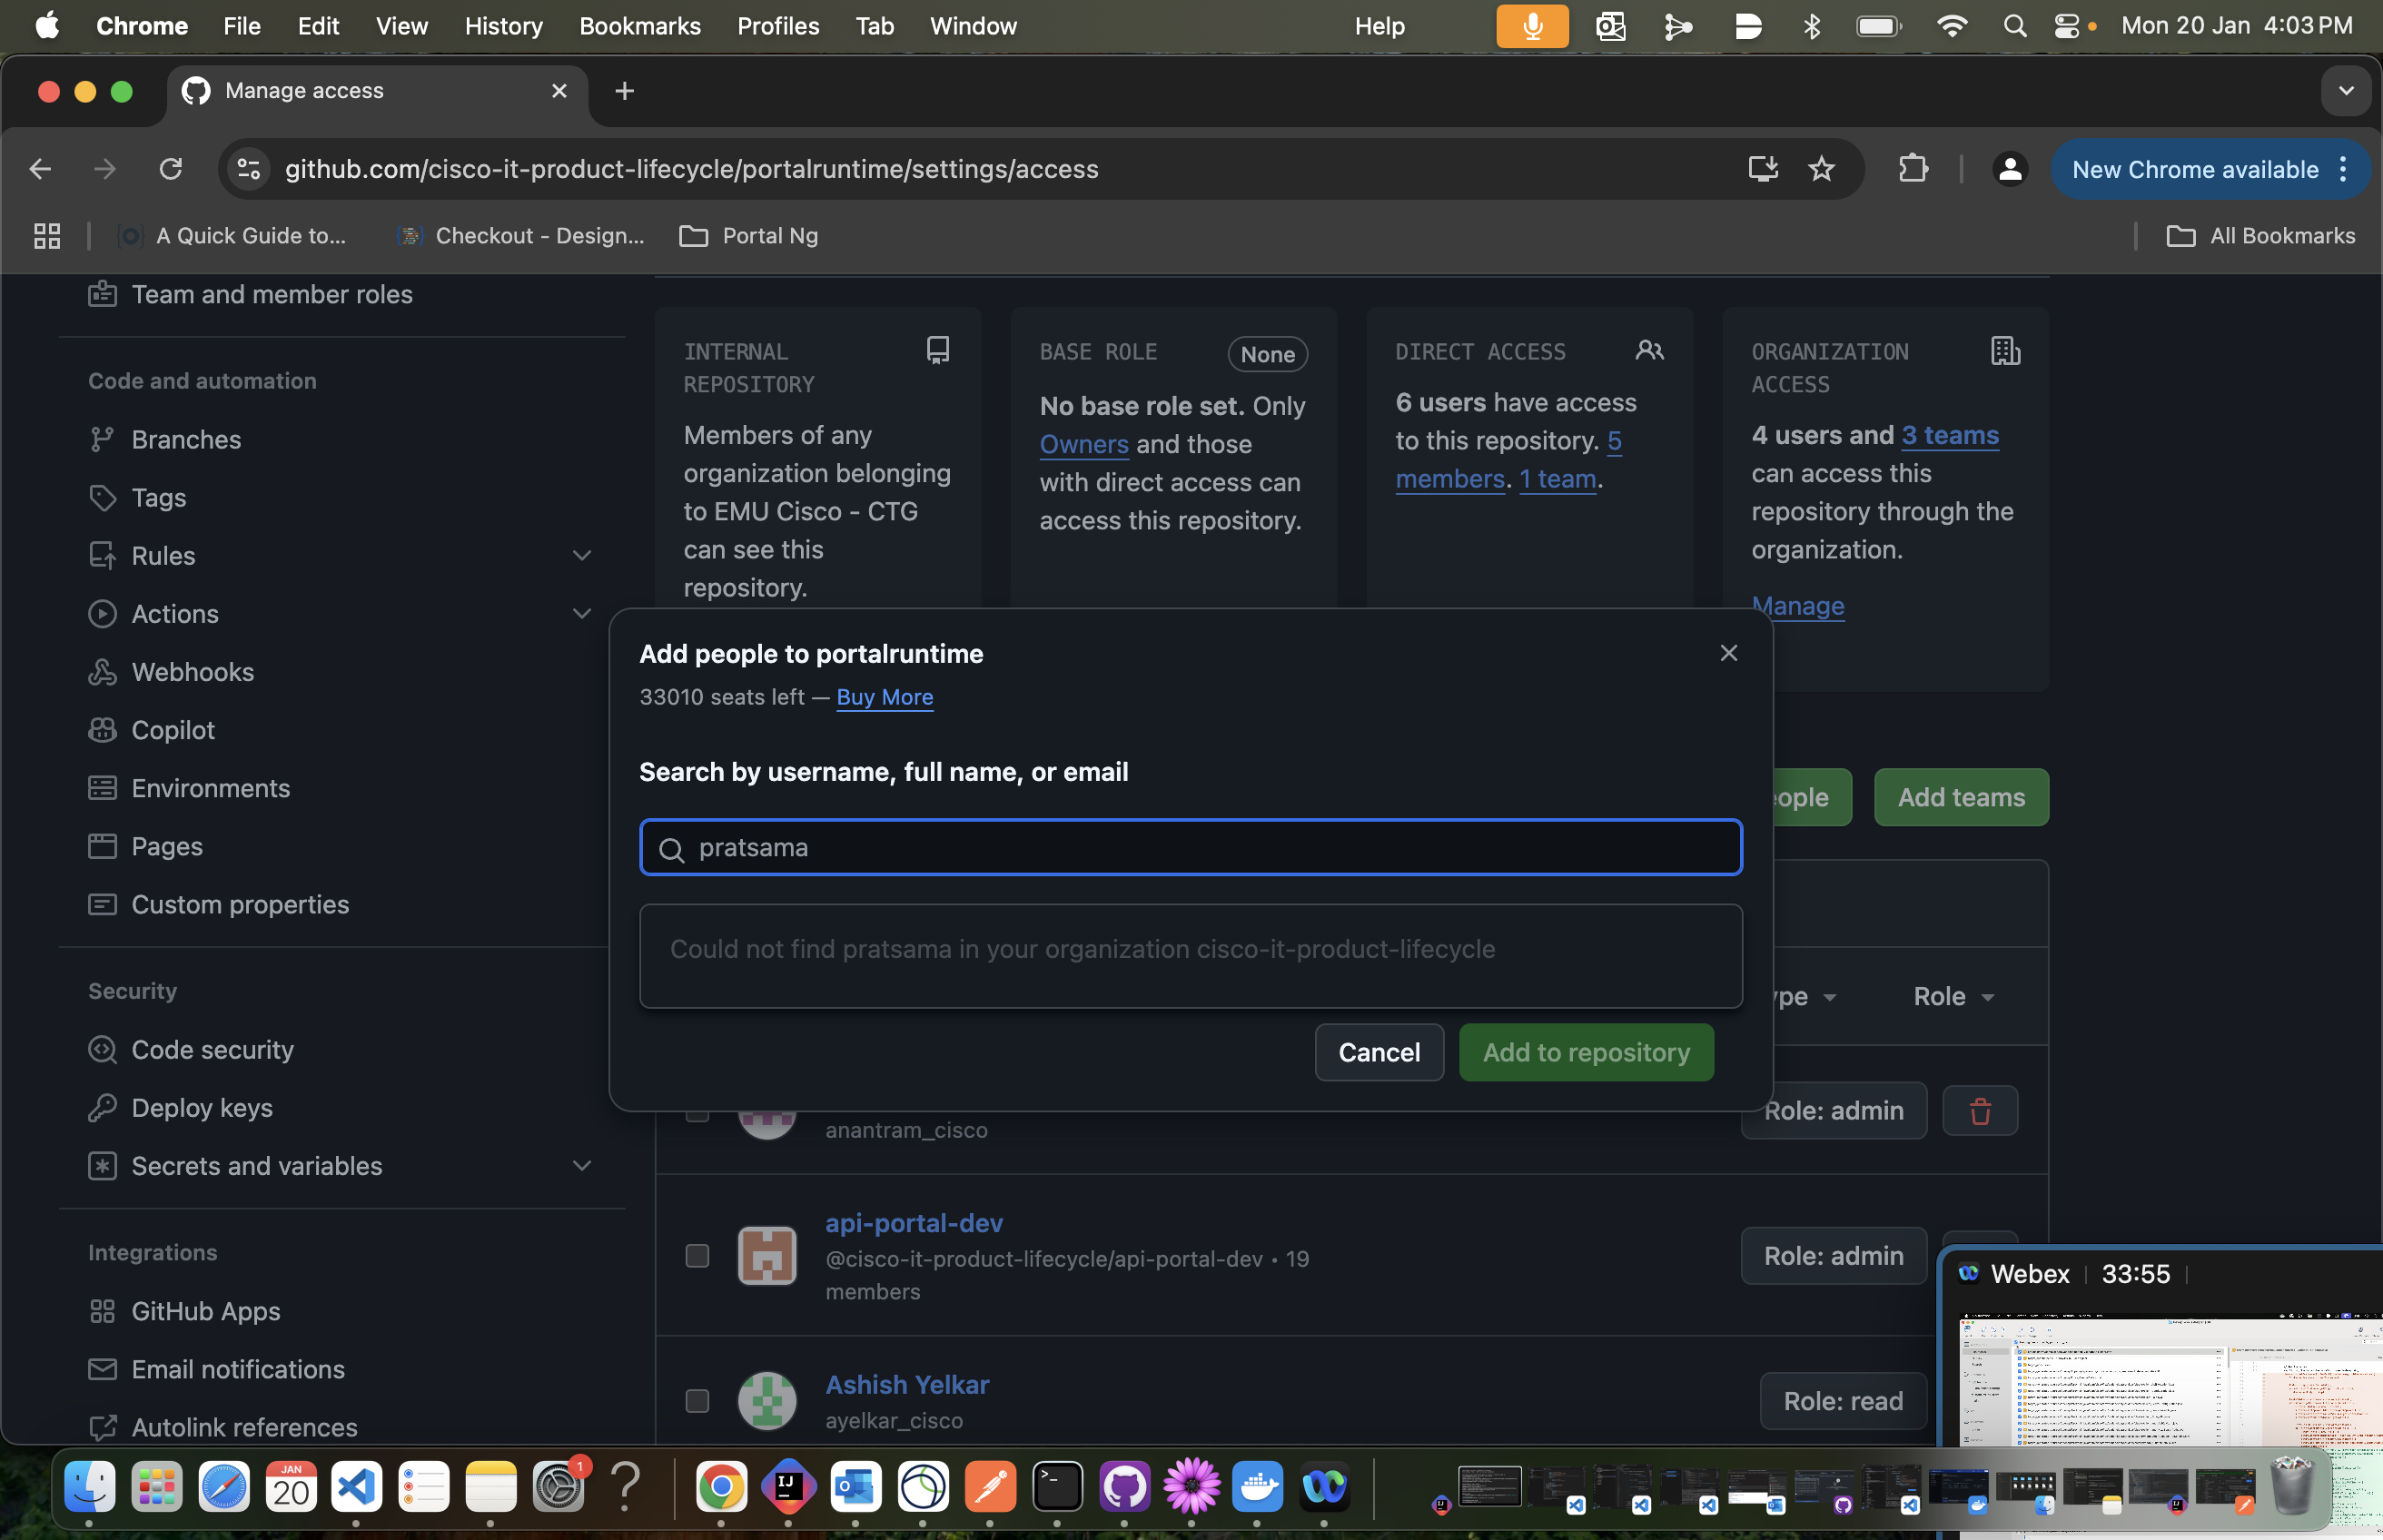 Chrome File Edit View History Bookmarks Profiles Tab Window Help Mon 20 Jan 4:03 PM
Manage access
github.com/cisco-it-product-lifecycle/portalruntime/settings/access
New Chrome available
A Quick Guide to...
Checkout - Design...
Portal Ng
All Bookmarks
Team and member roles
Code and automation
Branches
Tags
Rules
Actions
Webhooks
Copilot
Environments
Pages
Custom properties
Security
Code security
Deploy keys
Secrets and variables
Integrations
GitHub Apps
Email notifications
Autolink references
INTERNAL
REPOSITORY
Members of any
organization belonging
to EMU Cisco - CTG
can see this
repository.
BASE ROLE
None
No base role set. Only
Owners and those
with direct access can
access this repository.
DIRECT ACCESS
6 users have access
to this repository. 5
members. 1 team.
ORGANIZATION
ACCESS
4 users and 3 teams
can access this
repository through the
organization.
Manage
Add people to portalruntime
33010 seats left — Buy More
Search by username, full name, or email
pratsama
Could not find pratsama in your organization cisco-it-product-lifecycle
Cancel
Add to repository
eople
Add teams
ype
Role
anantram_cisco
Role: admin
api-portal-dev
@cisco-it-product-lifecycle/api-portal-dev • 19
members
Role: admin
Ashish Yelkar
ayelkar_cisco
Role: read
Webex 33:55
JAN
20
1
IJ